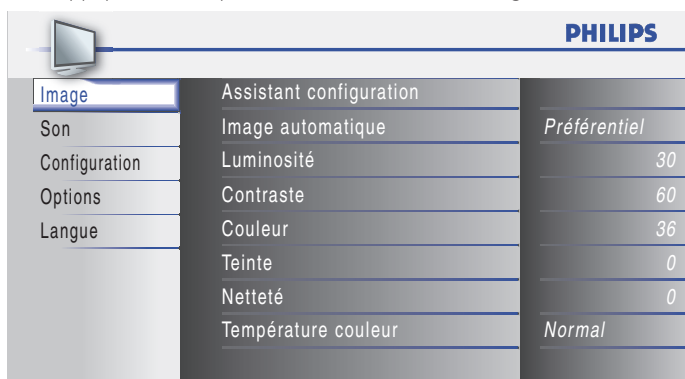 PHILIPS
Image
Son
Configuration
Options
Langue
Assistant configuration
Image automatique Préférentiel
Luminosité 30
Contraste 60
Couleur 36
Teinte 0
Netteté 0
Température couleur Normal